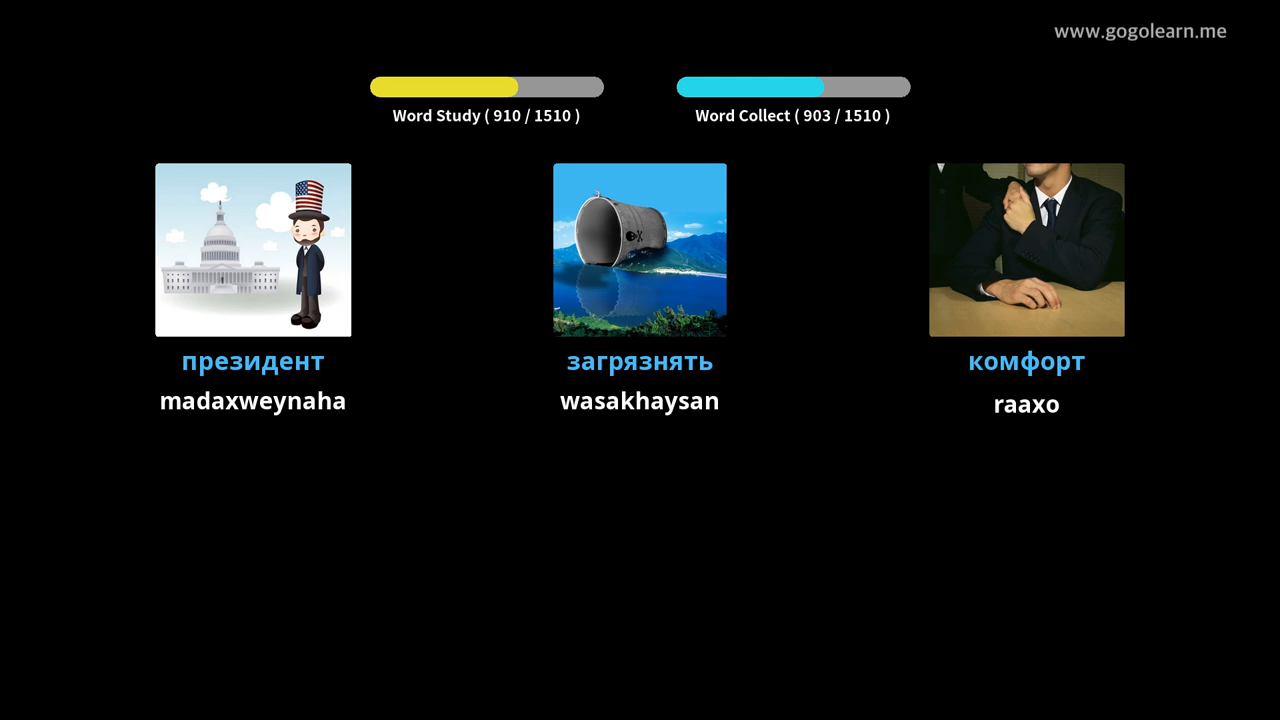 www.gogolearn.me
Word Study ( 910 / 1510 )
Word Collect ( 903 / 1510 )
президент
madaxweynaha
загрязнять
wasakhaysan
комфорт
raaxo